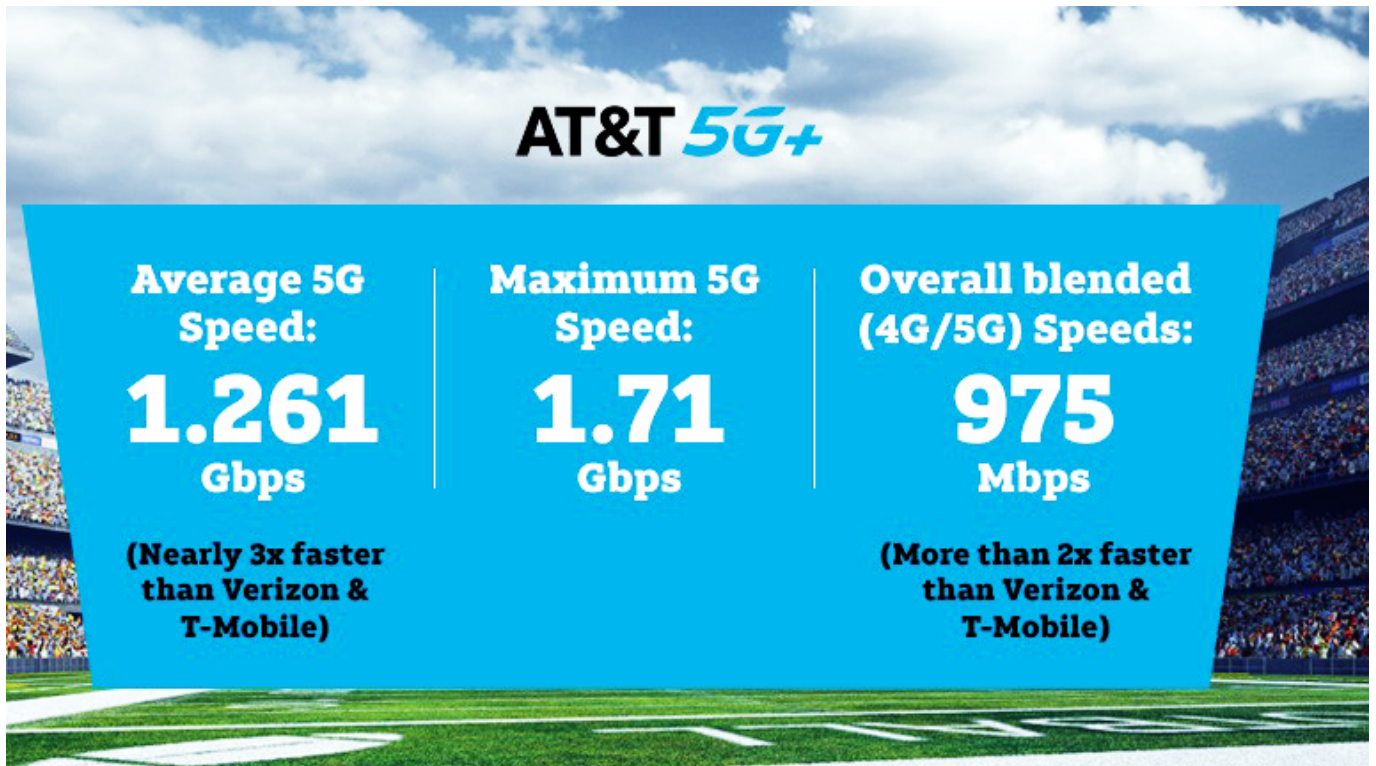 AT&T 5G+
Average 5G
Speed:
1.261
Gbps
(Nearly 3x faster
than Verizon &
T-Mobile)
Maximum 5G
Speed:
1.71
Gbps
Overall blended
(4G/5G) Speeds:
975
Mbps
(More than 2x faster
than Verizon &
T-Mobile)